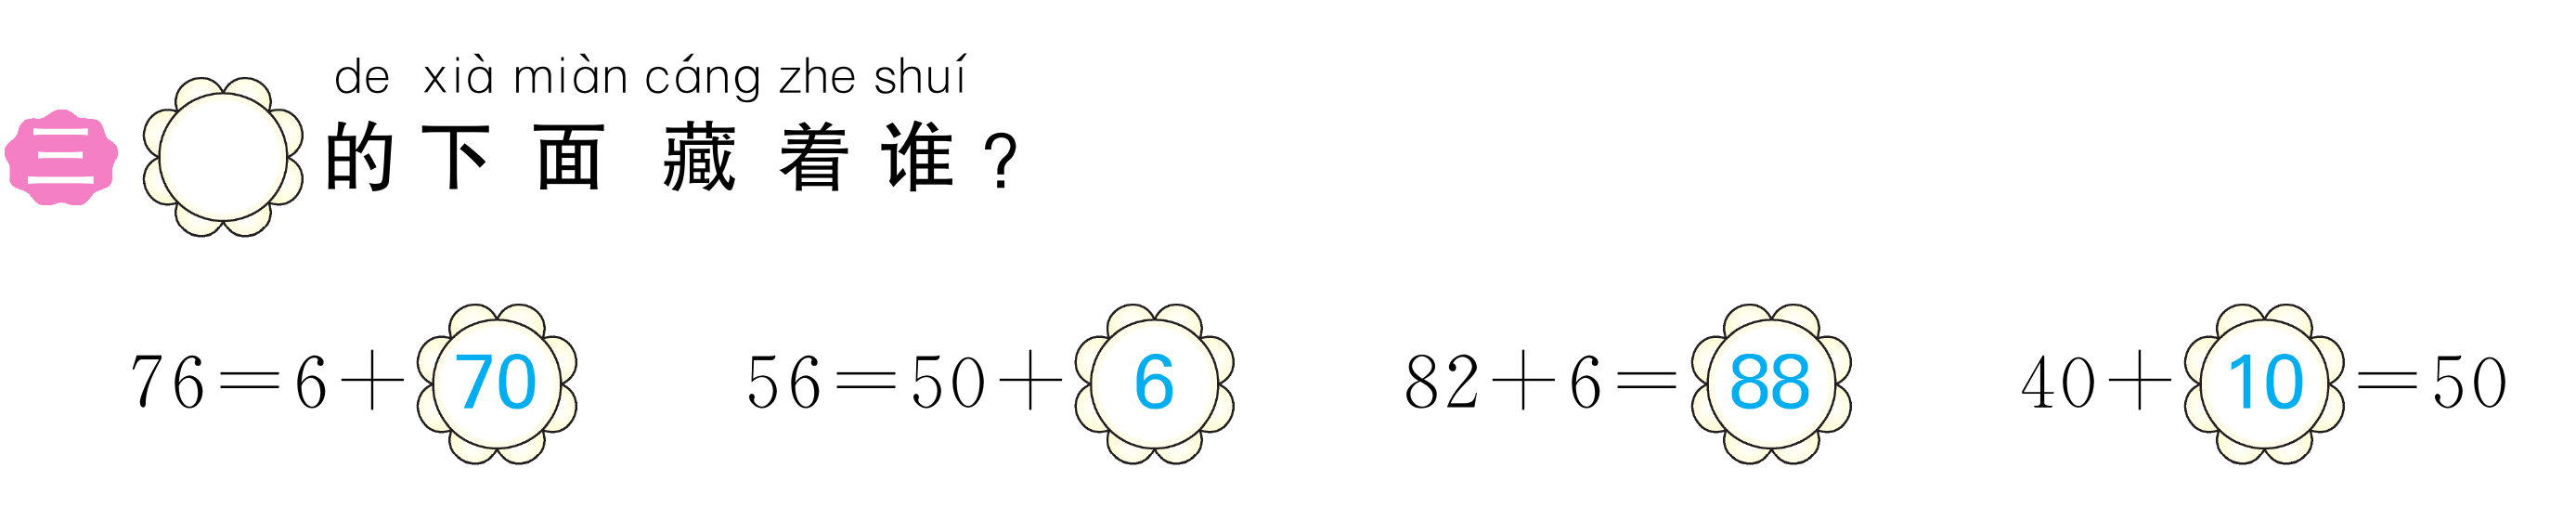 de xià miàn cáng zhe shuí
三 的下面藏着谁?
76=6+70 56=50+6 82+6=88 40+10=50